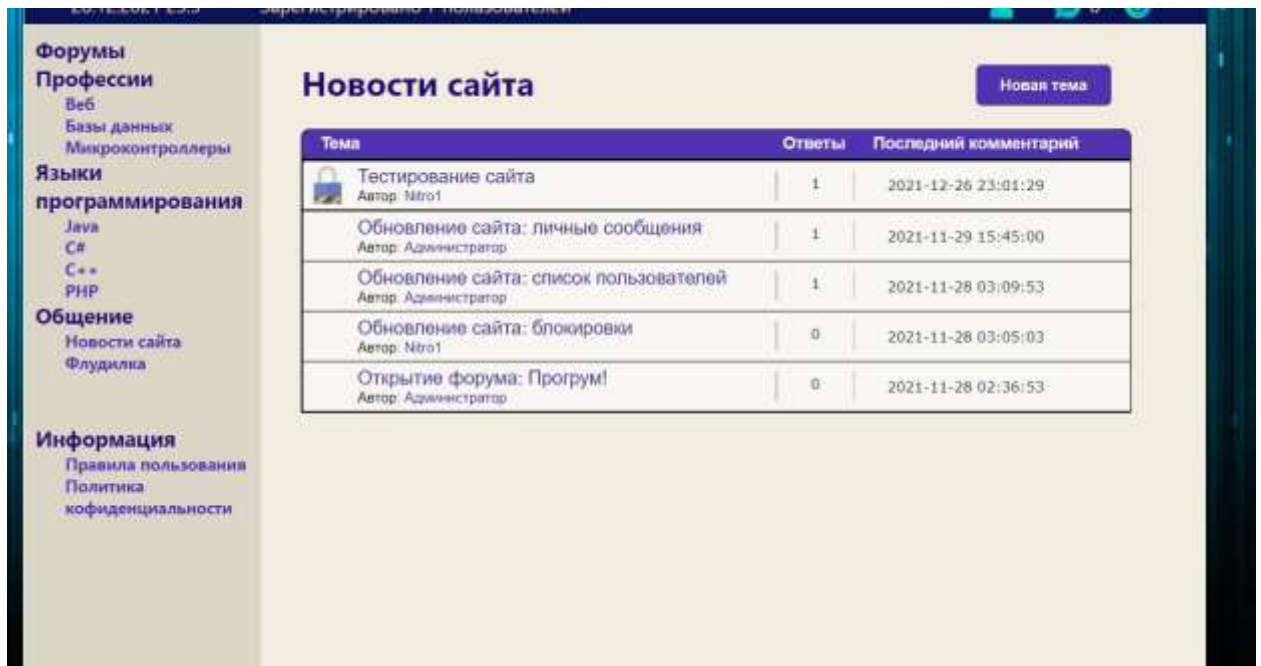 Форумы
Профессии
Веб
Базы данных
Микроконтроллеры
Языки
программирования
Java
C#
C++
PHP
Общение
Новости сайта
Флудилка
Информация
Правила пользования
Политика
кофиденциальности
Новости сайта
Новая тема
Тема Ответы Последний комментарий
Тестирование сайта
Автор: Nitro1
1 2021-12-26 23:01:29
Обновление сайта: личные сообщения
Автор: Администратор
1 2021-11-29 15:45:00
Обновление сайта: список пользователей
Автор: Администратор
1 2021-11-28 03:09:53
Обновление сайта: блокировки
Автор: Nitro1
0 2021-11-28 03:05:03
Открытие форума: Прогрум!
Автор: Администратор
0 2021-11-28 02:36:53